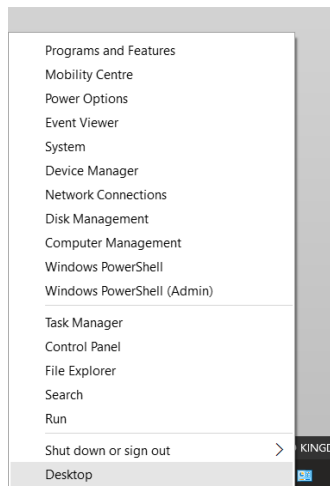 Programs and Features
Mobility Centre
Power Options
Event Viewer
System
Device Manager
Network Connections
Disk Management
Computer Management
Windows PowerShell
Windows PowerShell (Admin)
Task Manager
Control Panel
File Explorer
Search
Run
Shut down or sign out
Desktop